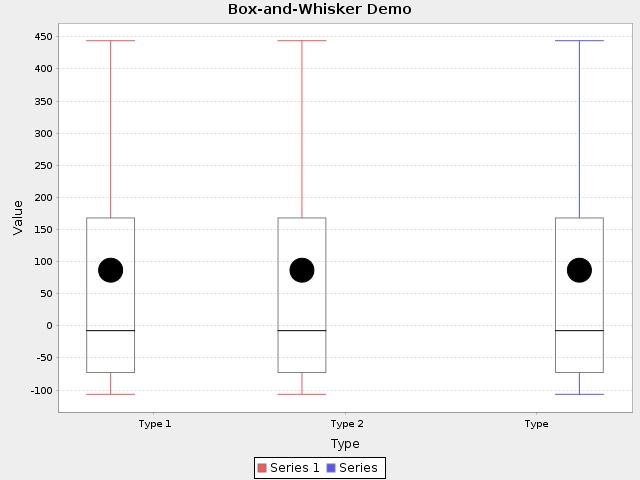 Box-and-Whisker Demo
450
400
350
300
250
200
150
100
50
0
-50
-100
Value
Type 1
Type 2
Type
Type
Series 1
Series